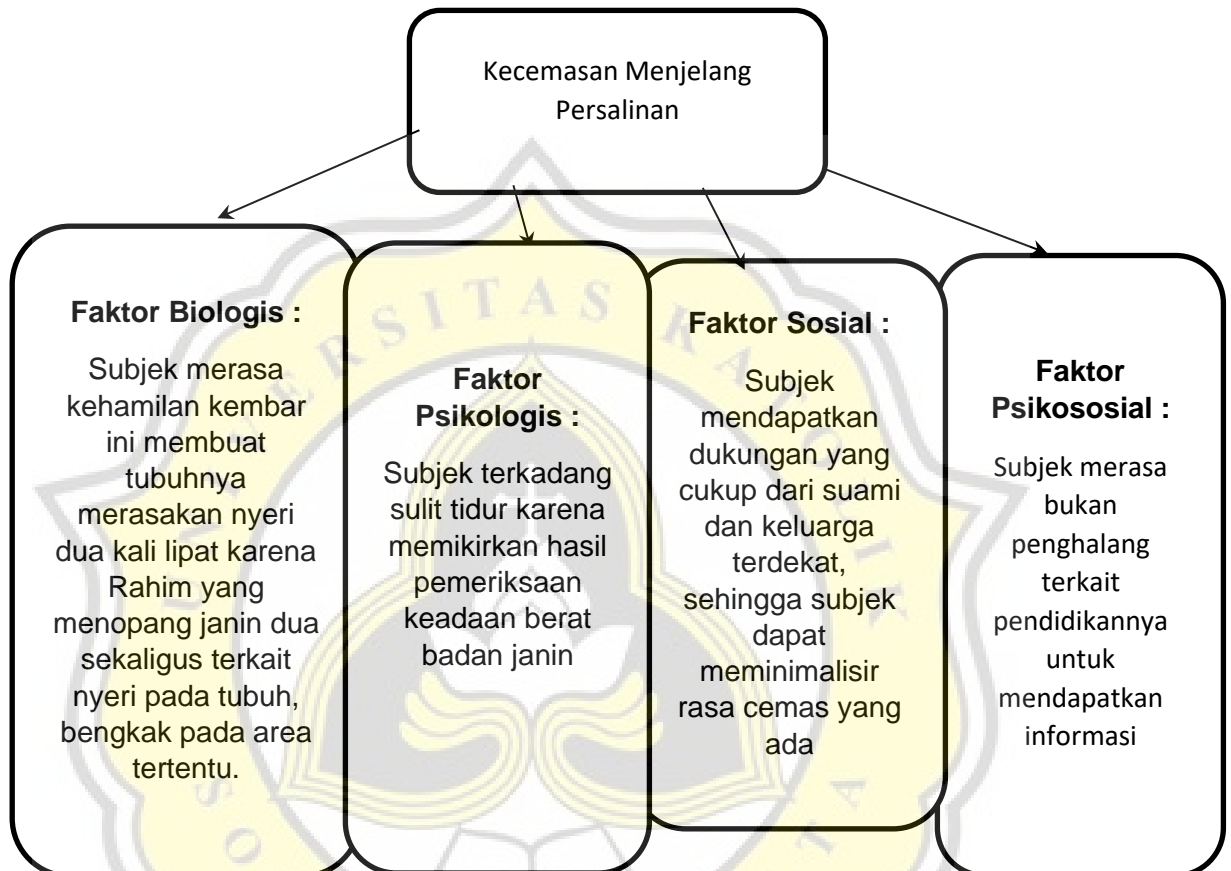 Kecemasan Menjelang
Persalinan
Faktor Biologis :
Subjek merasa
kehamilan kembar
ini membuat
tubuhnya
merasakan nyeri
dua kali lipat karena
Rahim yang
menopang janin dua
sekaligus terkait
nyeri pada tubuh,
bengkak pada area
tertentu.
Faktor
Psikologis :
Subjek terkadang
sulit tidur karena
memikirkan hasil
pemeriksaan
keadaan berat
badan janin
Faktor Sosial :
Subjek
mendapatkan
dukungan yang
cukup dari suami
dan keluarga
terdekat,
sehingga subjek
dapat
meminimalisir
rasa cemas yang
ada
Faktor
Psikososial :
Subjek merasa
bukan
penghalang
terkait
pendidikannya
untuk
mendapatkan
informasi